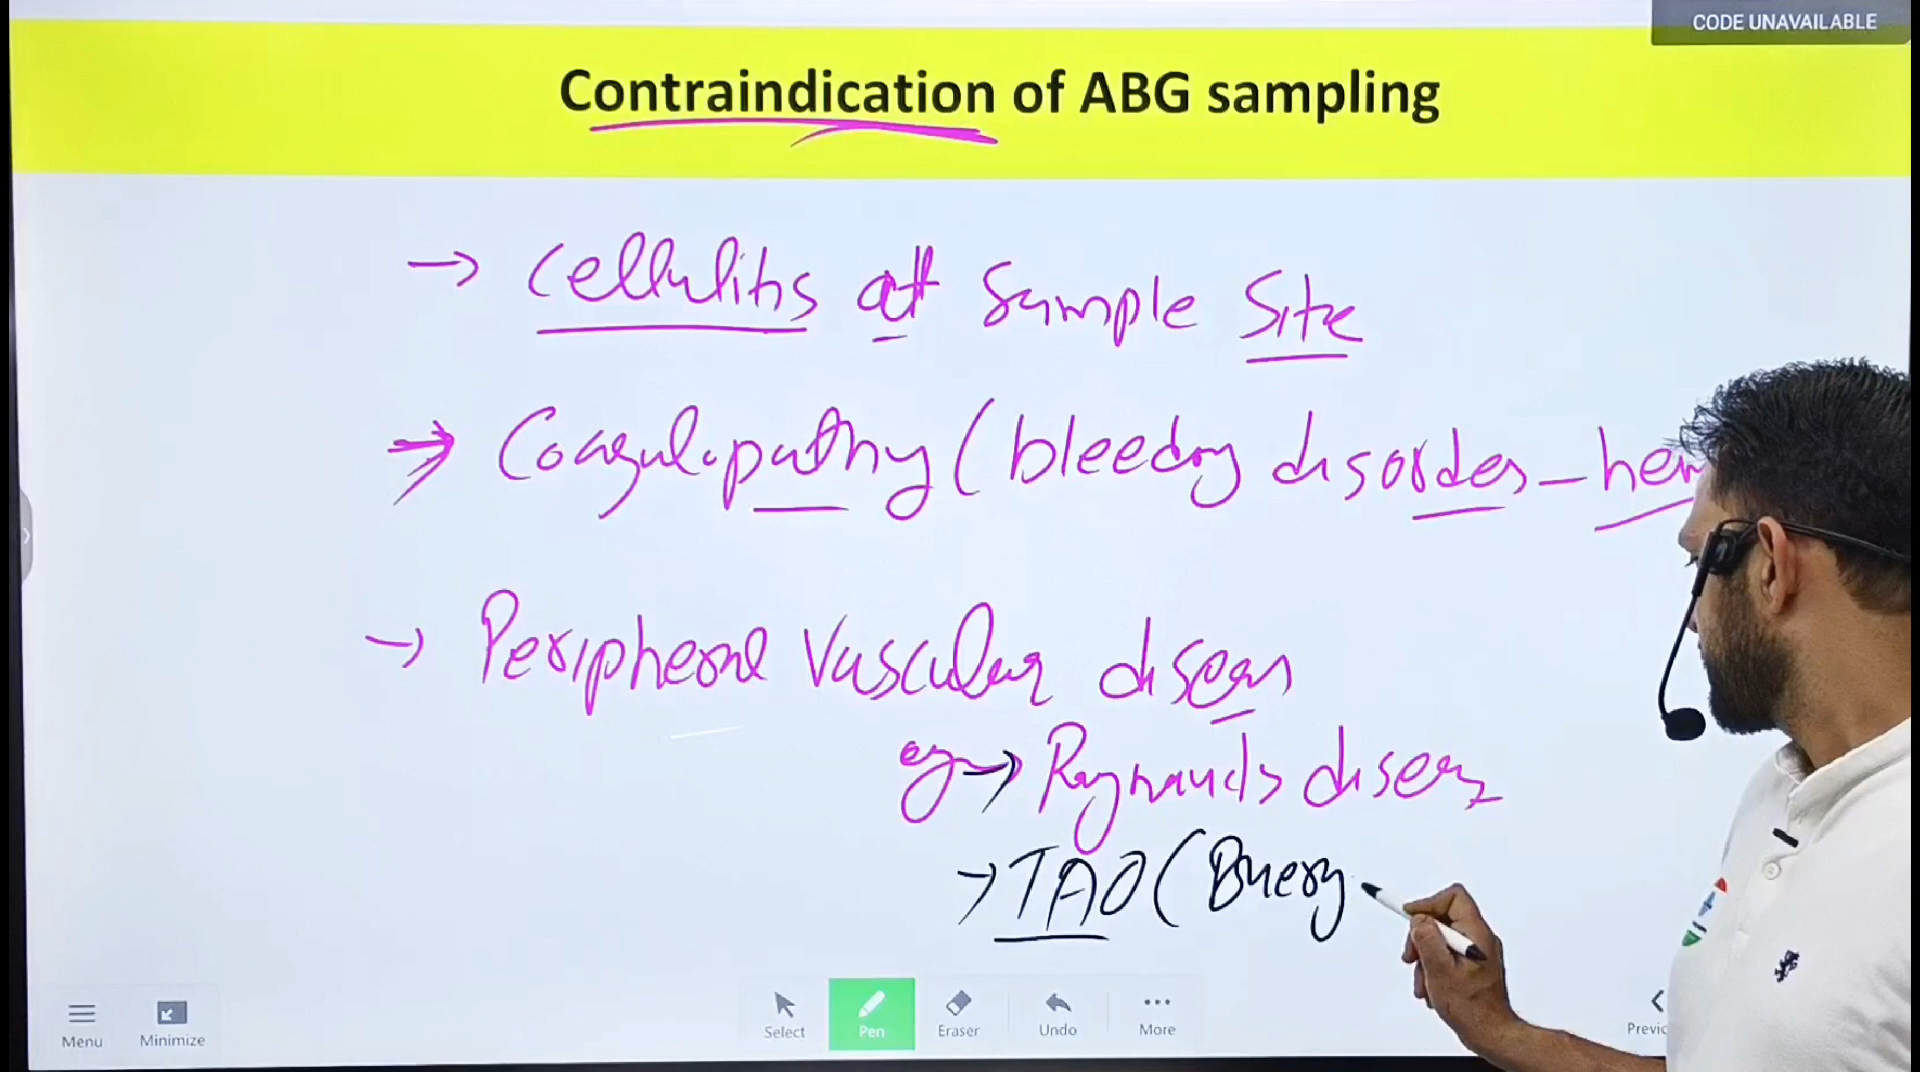 CODE UNAVAILABLE
Contraindication of ABG sampling
→ Cellulitis at Sample Site
→ Coagulopathy (bleeding disorder - hem
→ Peripheral Vascular disease
eg → Raynauds disease
→ TAO (Buerg
Menu
Minimize
Select
Pen
Eraser
Undo
More
Previo